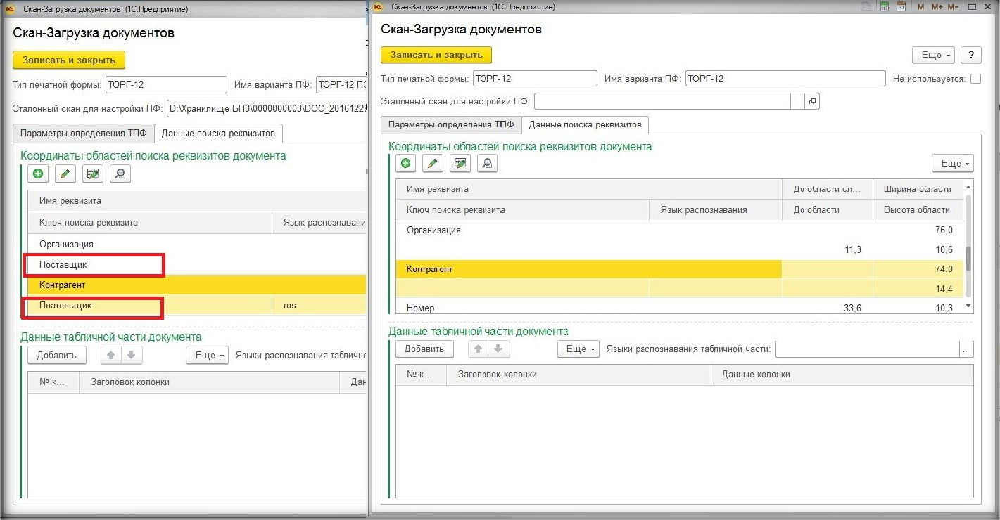 Скан-Загрузка документов (1С:Предприятие)
Скан-Загрузка документов
Записать и закрыть
Тип печатной формы: ТОРГ-12 Имя варианта ПФ: ТОРГ-12 ПЗ
Эталонный скан для настройки ПФ: D:\Хранилище БП3\0000000003\DOC_20161228
Параметры определения ТПФ Данные поиска реквизитов
Координаты областей поиска реквизитов документа
Имя реквизита
Ключ поиска реквизита Язык распознавани
Организация
Поставщик
Контрагент
Плательщик rus
Данные табличной части документа
Добавить Еще Языки распознавания таблично
№ к... Заголовок колонки Дан
Скан-Загрузка документов (1С:Предприятие) M M+ M-
Скан-Загрузка документов
Записать и закрыть Еще ?
Тип печатной формы: ТОРГ-12 Имя варианта ПФ: ТОРГ-12 Не используется:
Эталонный скан для настройки ПФ:
Параметры определения ТПФ Данные поиска реквизитов
Координаты областей поиска реквизитов документа
Еще
Имя реквизита До области сл... Ширина области
Ключ поиска реквизита Язык распознавания До области Высота области
Организация 76,0
11,3 10,6
Контрагент 74,0
14,4
Номер 33,6 10,3
Данные табличной части документа
Добавить Еще Языки распознавания табличной части: ...
№ к... Заголовок колонки Данные колонки